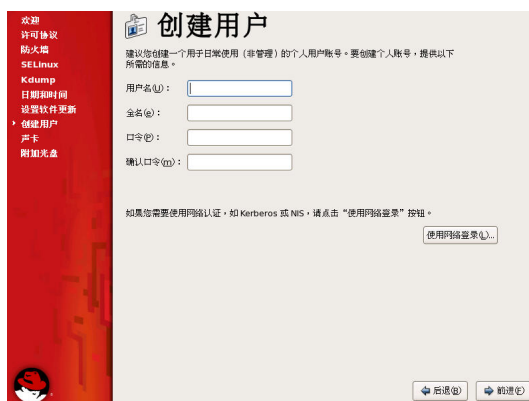 欢迎
许可协议
防火墙
SELinux
Kdump
日期和时间
设置软件更新
创建用户
声卡
附加光盘
创建用户
建议您创建一个用于日常使用（非管理）的个人用户账号。要创建个人账号，提供以下
所需的信息。
用户名(U)：
全名(e)：
口令(P)：
确认口令(m)：
如果您需要使用网络认证，如 Kerberos 或 NIS，请点击“使用网络登录”按钮。
使用网络登录(L)...
后退(B)
前进(F)